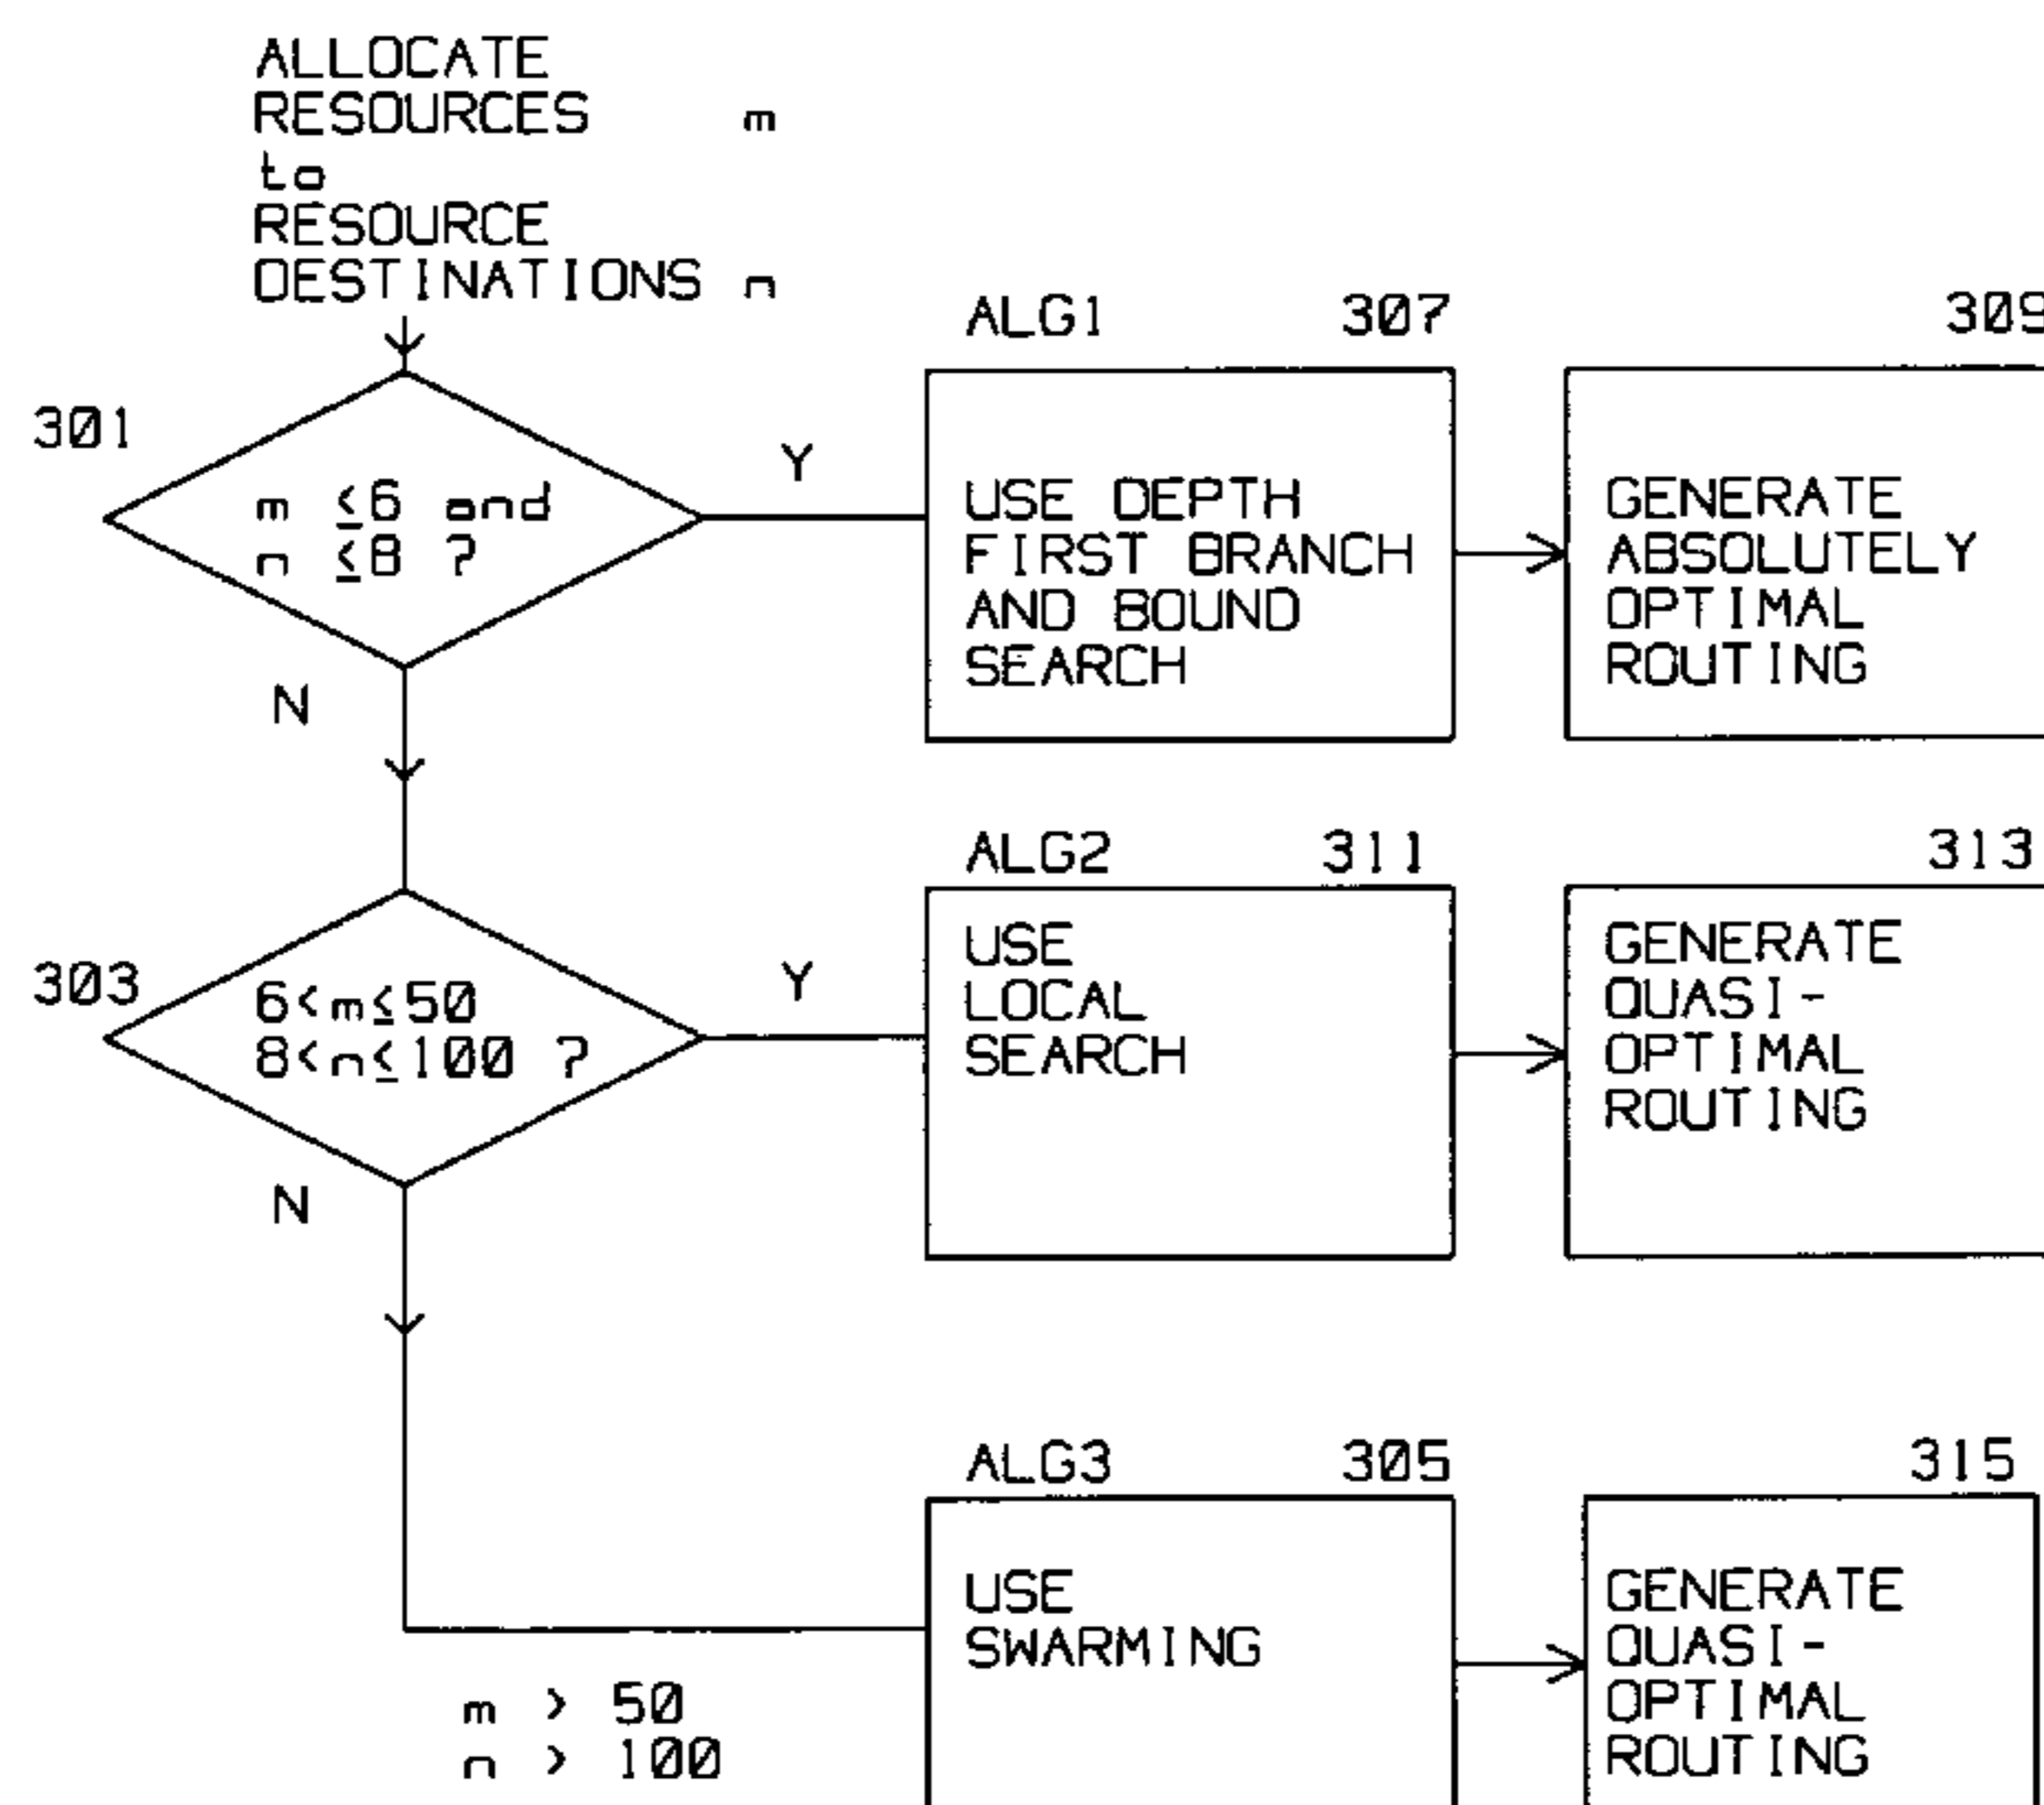 ALLOCATE
RESOURCES m
to
RESOURCE
DESTINATIONS n
ALG1 307
309
301
Y
m ≤6 and
n ≤8 ?
USE DEPTH
FIRST BRANCH
AND BOUND
SEARCH
GENERATE
ABSOLUTELY
OPTIMAL
ROUTING
N
ALG2 311
313
303
Y
6<m≤50
8<n≤100 ?
USE
LOCAL
SEARCH
GENERATE
QUASI-
OPTIMAL
ROUTING
N
ALG3 305
315
USE
SWARMING
GENERATE
QUASI-
OPTIMAL
ROUTING
m > 50
n > 100